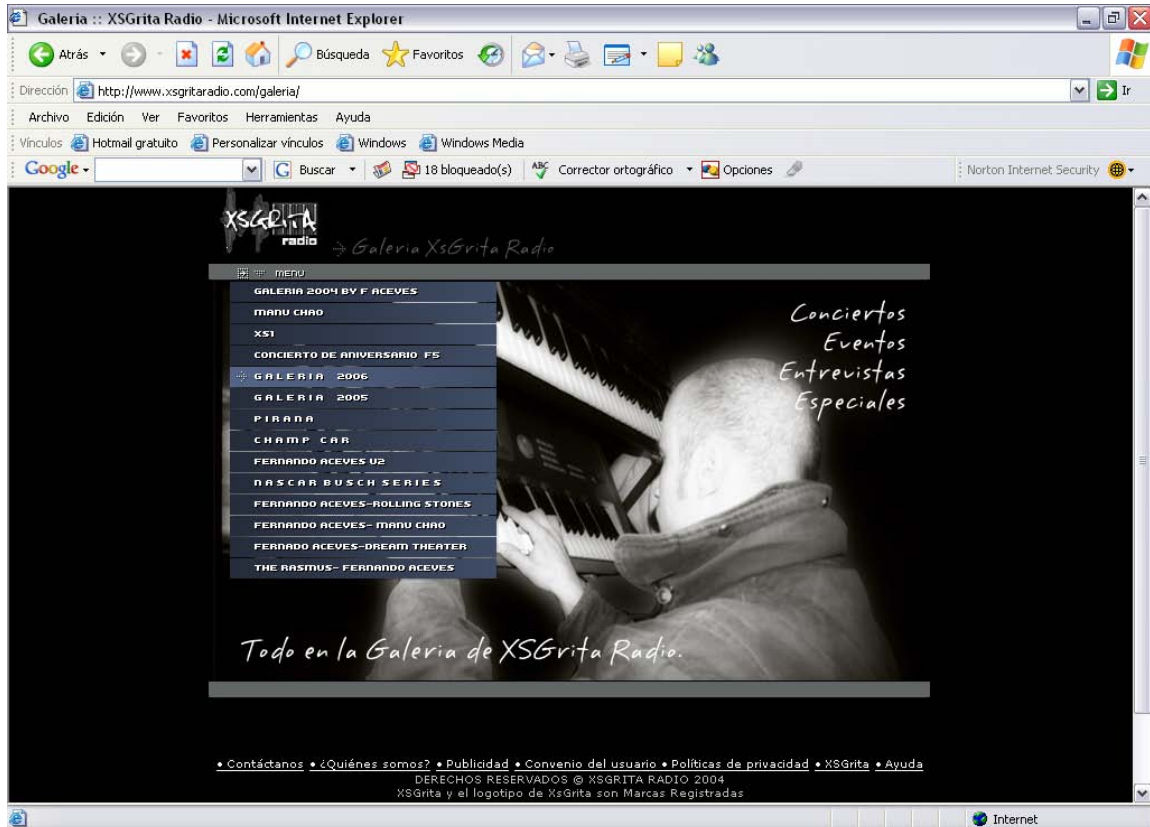 Galeria :: XSGrita Radio - Microsoft Internet Explorer
Atrás Búsqueda Favoritos
Dirección http://www.xsgritaradio.com/galeria/ Ir
Archivo Edición Ver Favoritos Herramientas Ayuda
Vínculos Hotmail gratuito Personalizar vínculos Windows Windows Media
Google G Buscar 18 bloqueado(s) ABC Corrector ortográfico Opciones Norton Internet Security
XSGRITA
radio
Galeria XsGrita Radio
menu
GALERIA 2004 BY F ACEVES
MANU CHAO
XS1
CONCIERTO DE ANIVERSARIO FS
GALERIA 2006
GALERIA 2005
PIRANA
CHAMP CAR
FERNANDO ACEVES U2
NASCAR BUSCH SERIES
FERNANDO ACEVES-ROLLING STONES
FERNANDO ACEVES- MANU CHAO
FERNADO ACEVES-DREAM THEATER
THE RASMUS- FERNANDO ACEVES
Conciertos
Eventos
Entrevistas
Especiales
Todo en la Galeria de XSGrita Radio.
• Contáctanos • ¿Quiénes somos? • Publicidad • Convenio del usuario • Políticas de privacidad • XSGrita • Ayuda
DERECHOS RESERVADOS © XSGRITA RADIO 2004
XSGrita y el logotipo de XsGrita son Marcas Registradas
Internet